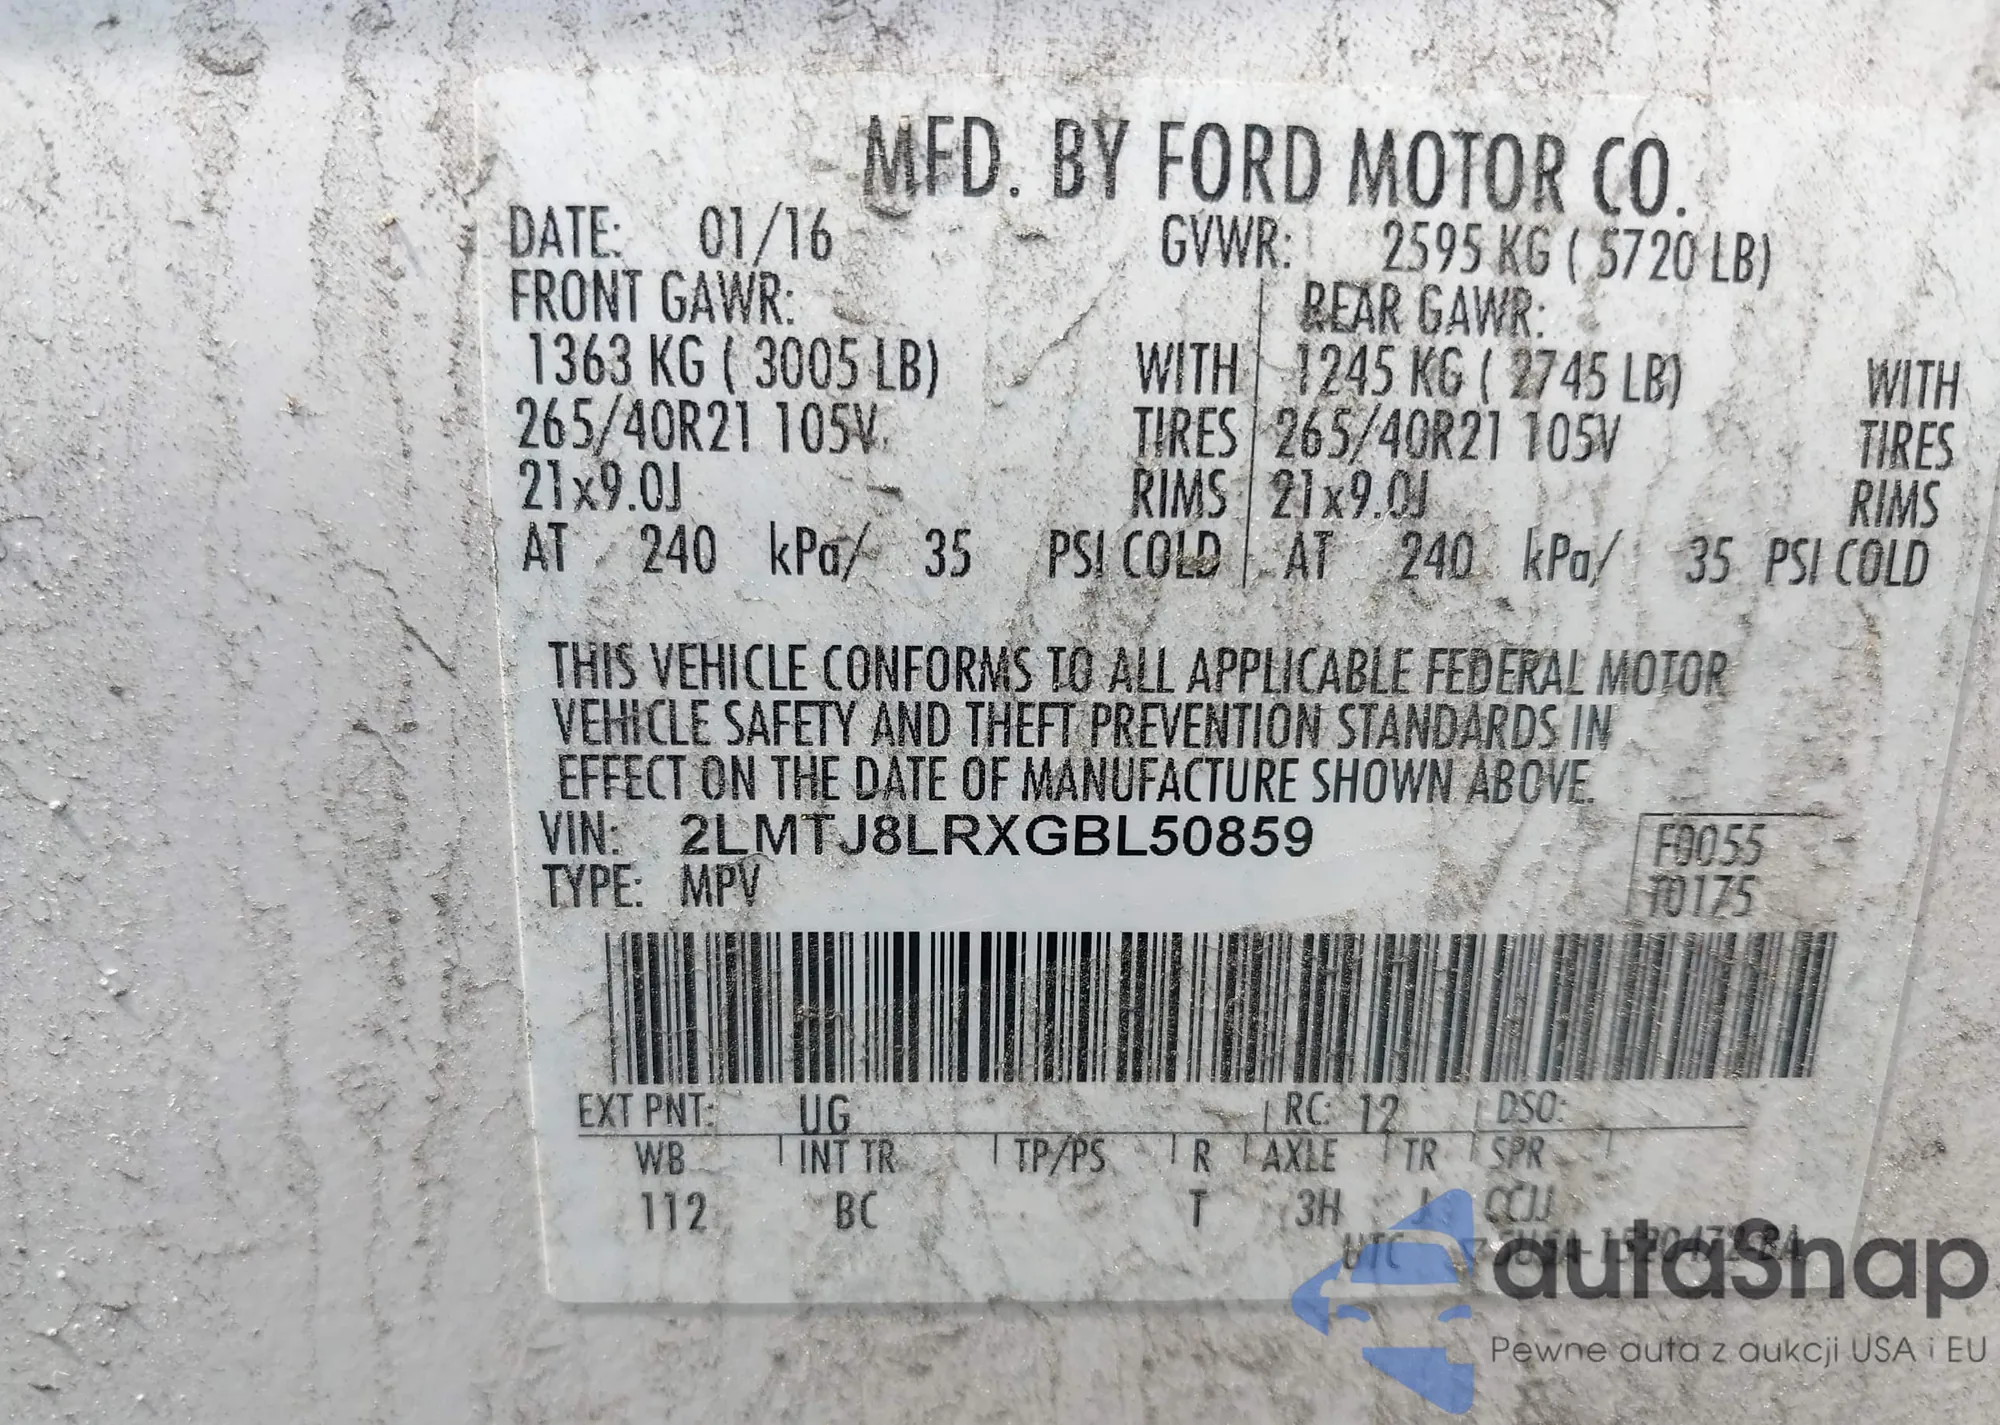 MFD. BY FORD MOTOR CO.
DATE: 01/16 GVWR: 2595 KG ( 5720 LB)
FRONT GAWR: REAR GAWR:
1363 KG ( 3005 LB) WITH 1245 KG ( 2745 LB) WITH
265/40R21 105V TIRES 265/40R21 105V TIRES
21x9.0J RIMS 21x9.0J RIMS
AT 240 kPa/ 35 PSI COLD AT 240 kPa/ 35 PSI COLD
THIS VEHICLE CONFORMS TO ALL APPLICABLE FEDERAL MOTOR
VEHICLE SAFETY AND THEFT PREVENTION STANDARDS IN
EFFECT ON THE DATE OF MANUFACTURE SHOWN ABOVE.
VIN: 2LMTJ8LRXGBL50859 F0055
TYPE: MPV T0175
EXT PNT: UG RC: 12 DSO:
WB INT TR TP/PS R AXLE TR SPR
112 BC T 3H J CCJJ
UTC
autaSnap
Pewne auta z aukcji USA i EU